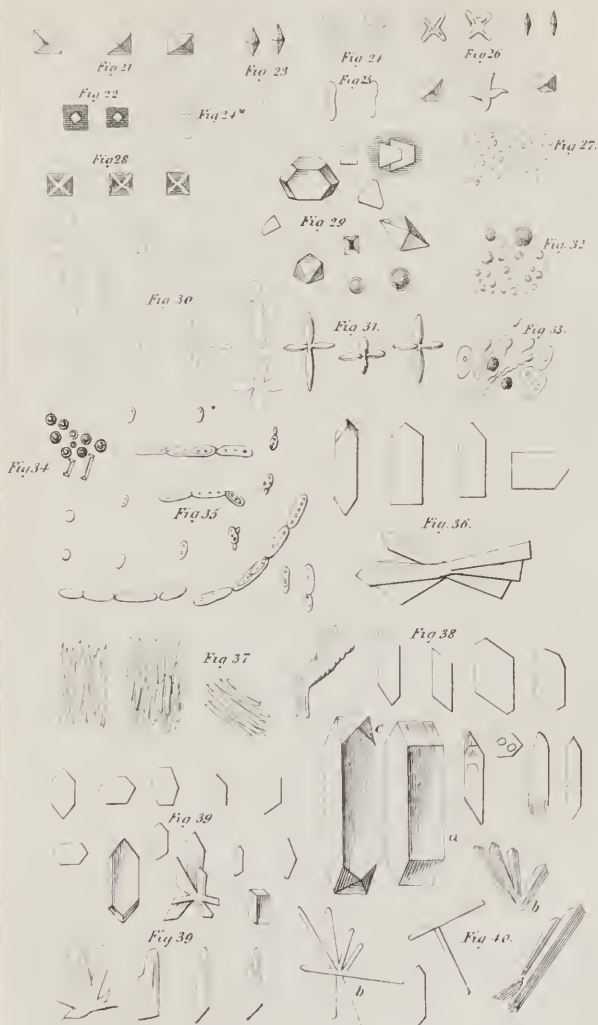 Fig 21
Fig 23
Fig 24
Fig 26
Fig 22
Fig 25
Fig 24*
Fig 27.
Fig 28
Fig 29
Fig 32
Fig 30
Fig 31.
Fig 33.
Fig 34
Fig 35
Fig. 36.
Fig 37
Fig 38
c
Fig 39
a
b
Fig 39
b
Fig 40.